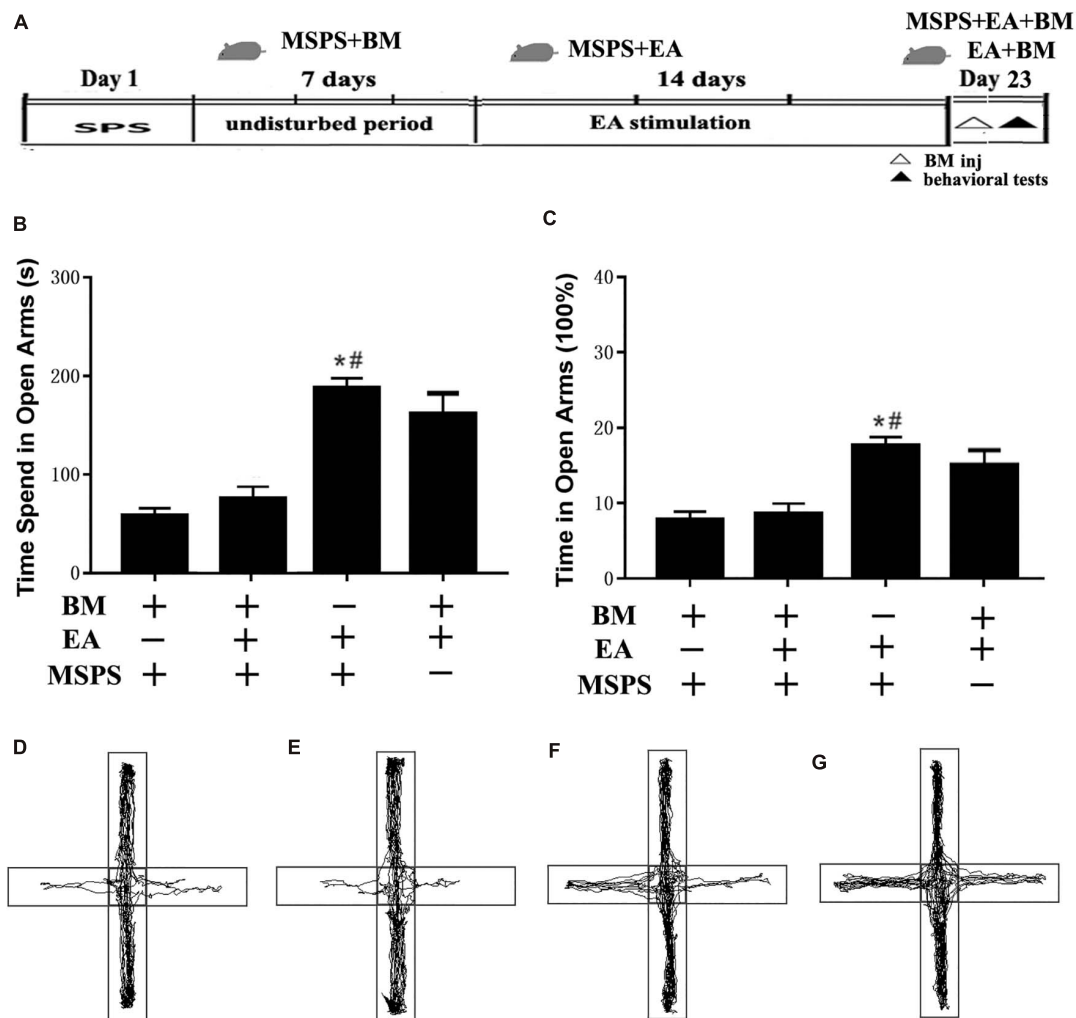 A
MSPS+BM
MSPS+EA
MSPS+EA+BM
EA+BM
Day 1
7 days
14 days
Day 23
SPS
undisturbed period
EA stimulation
△ BM inj
▲ behavioral tests
B
Time Spend in Open Arms (s)
300
200
100
0
*#
BM + + − +
EA − + + +
MSPS + + + −
C
Time in Open Arms (100%)
40
30
20
10
0
*#
BM + + − +
EA − + + +
MSPS + + + −
D
E
F
G